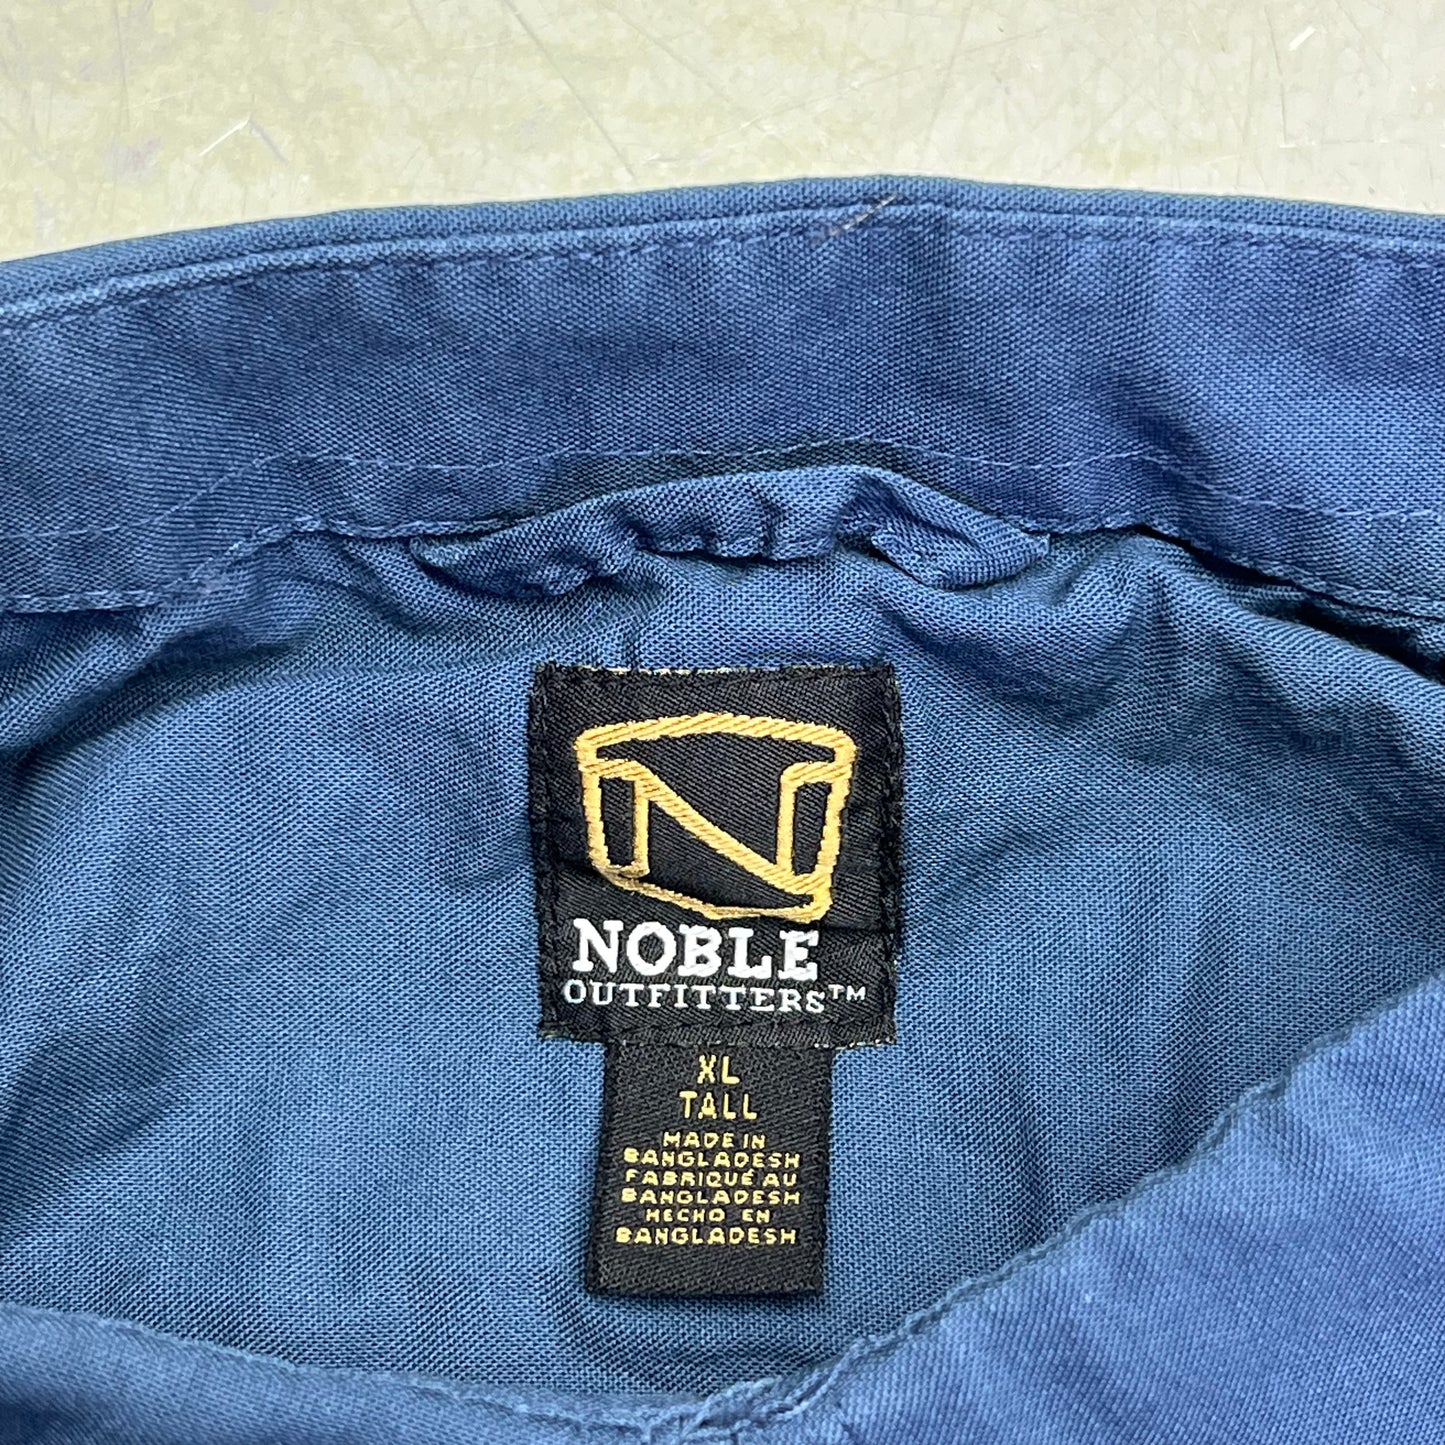 N
NOBLE
OUTFITTERS™
XL
TALL
MADE IN
BANGLADESH
FABRIQUÉ AU
BANGLADESH
HECHO EN
BANGLADESH